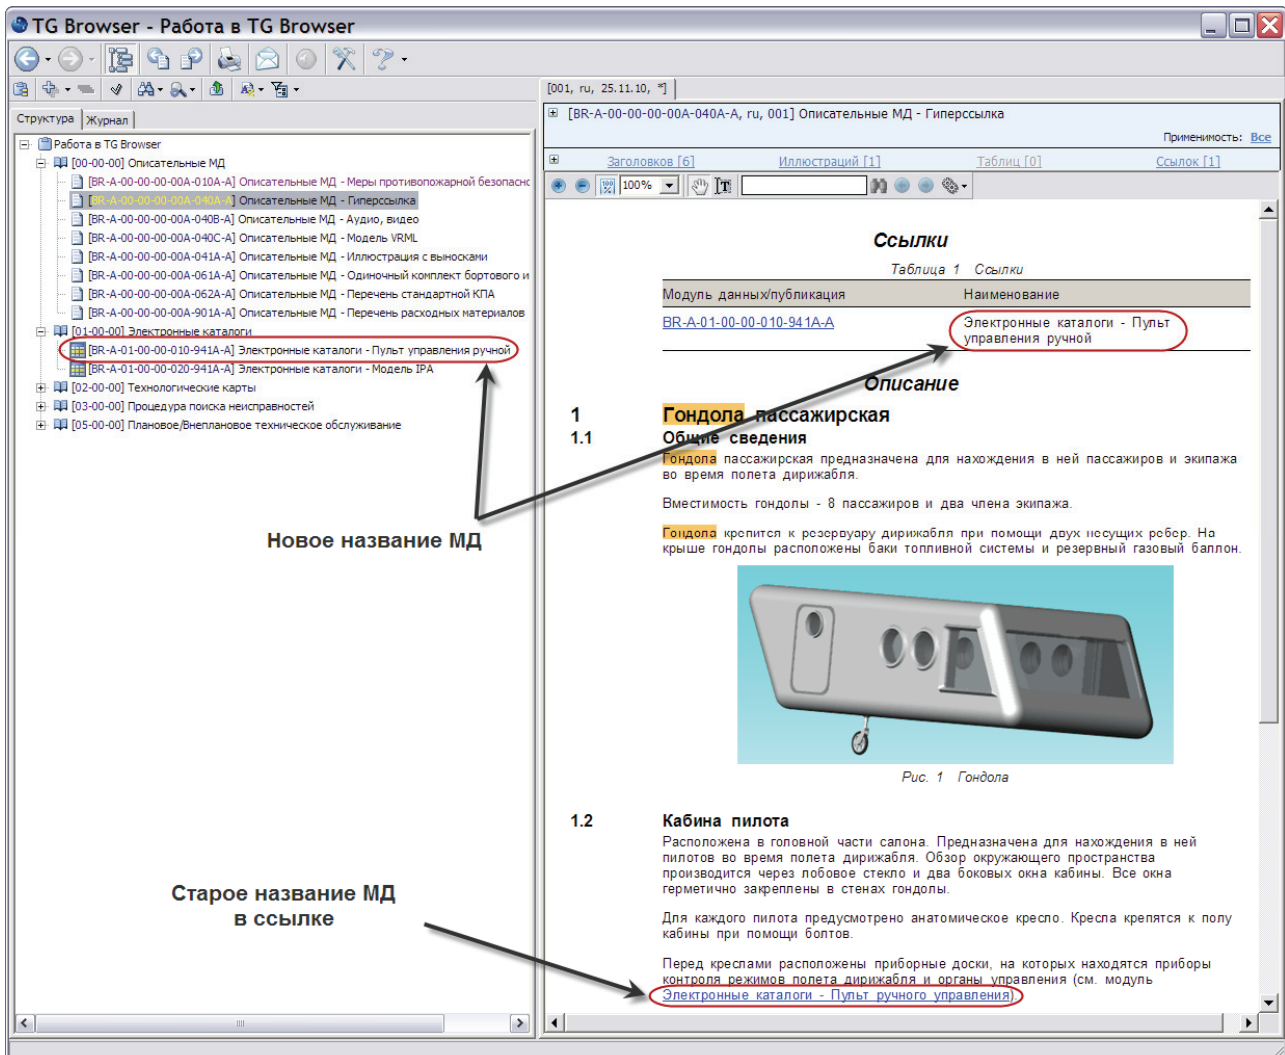 TG Browser - Работа в TG Browser
Структура
Журнал
Работа в TG Browser
[00-00-00] Описательные МД
[BR-A-00-00-00-00A-010A-A] Описательные МД - Меры противопожарной безопаснс
[BR-A-00-00-00-00A-040A-A] Описательные МД - Гиперссылка
[BR-A-00-00-00-00A-040B-A] Описательные МД - Аудио, видео
[BR-A-00-00-00-00A-040C-A] Описательные МД - Модель VRML
[BR-A-00-00-00-00A-041A-A] Описательные МД - Иллюстрация с выносками
[BR-A-00-00-00-00A-061A-A] Описательные МД - Одиночный комплект бортового и
[BR-A-00-00-00-00A-062A-A] Описательные МД - Перечень стандартной КПА
[BR-A-00-00-00-00A-901A-A] Описательные МД - Перечень расходных материалов
[01-00-00] Электронные каталоги
[BR-A-01-00-00-010-941A-A] Электронные каталоги - Пульт управления ручной
[BR-A-01-00-00-020-941A-A] Электронные каталоги - Модель IPA
[02-00-00] Технологические карты
[03-00-00] Процедура поиска неисправностей
[05-00-00] Плановое/Внеплановое техническое обслуживание
Новое название МД
Старое название МД
в ссылке
[001, ru, 25.11.10, *]
[BR-A-00-00-00-00A-040A-A, ru, 001] Описательные МД - Гиперссылка
Применимость: Все
Заголовков [6] Иллюстраций [1] Таблиц [0] Ссылок [1]
100%
Ссылки
Таблица 1 Ссылки
Модуль данных/публикация Наименование
BR-A-01-00-00-010-941A-A Электронные каталоги - Пульт
управления ручной
Описание
1 Гондола пассажирская
1.1 Общие сведения
Гондола пассажирская предназначена для нахождения в ней пассажиров и экипажа
во время полета дирижабля.
Вместимость гондолы - 8 пассажиров и два члена экипажа.
Гондола крепится к резервуару дирижабля при помощи двух несущих ребер. На
крыше гондолы расположены баки топливной системы и резервный газовый баллон.
Рис. 1 Гондола
1.2 Кабина пилота
Расположена в головной части салона. Предназначена для нахождения в ней
пилотов во время полета дирижабля. Обзор окружающего пространства
производится через лобовое стекло и два боковых окна кабины. Все окна
герметично закреплены в стенах гондолы.
Для каждого пилота предусмотрено анатомическое кресло. Кресла крепятся к полу
кабины при помощи болтов.
Перед креслами расположены приборные доски, на которых находятся приборы
контроля режимов полета дирижабля и органы управления (см. модуль
Электронные каталоги - Пульт ручного управления).